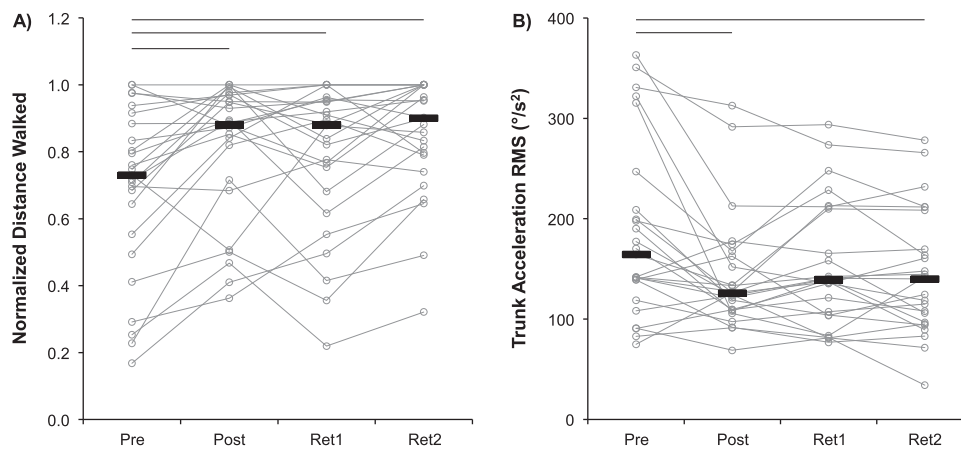 A)
Normalized Distance Walked
1.2
1.0
0.8
0.6
0.4
0.2
0.0
Pre Post Ret1 Ret2
B)
Trunk Acceleration RMS (°/s²)
400
300
200
100
0
Pre Post Ret1 Ret2